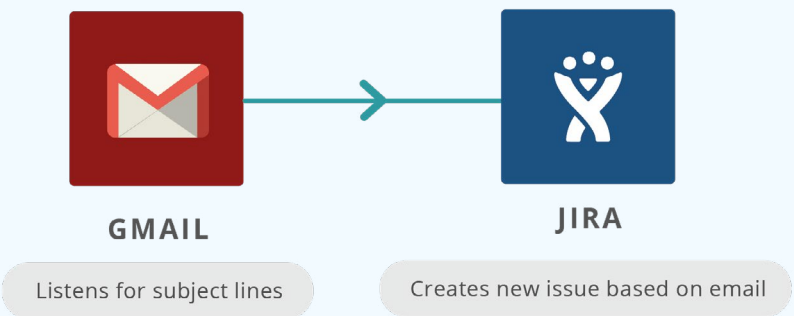 GMAIL
Listens for subject lines
JIRA
Creates new issue based on email